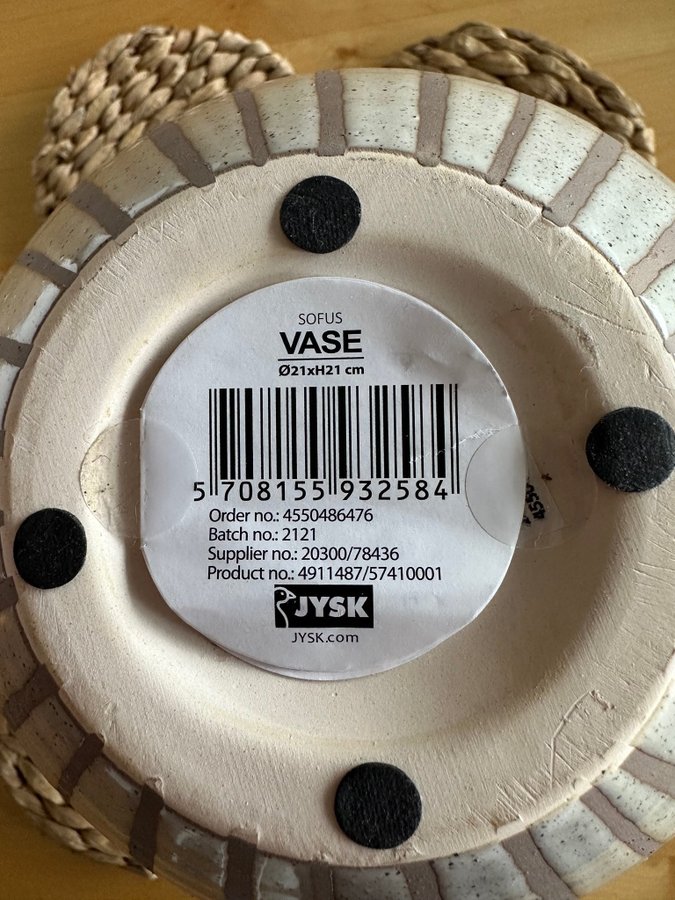 SOFUS
VASE
Ø21xH21 cm
5 708155 932584
Order no.: 4550486476
Batch no.: 2121
Supplier no.: 20300/78436
Product no.: 4911487/57410001
JYSK
JYSK.com